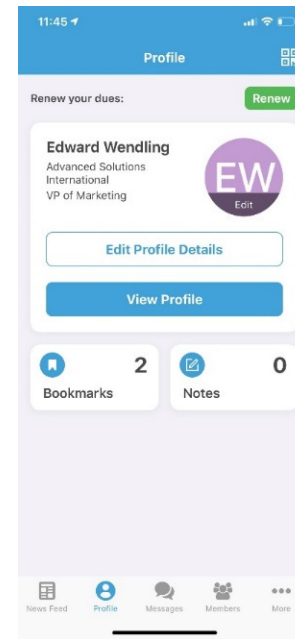 11:45
Profile
Renew your dues:
Renew
Edward Wendling
Advanced Solutions
International
VP of Marketing
EW
Edit
Edit Profile Details
View Profile
2
Bookmarks
0
Notes
News Feed
Profile
Messages
Members
More